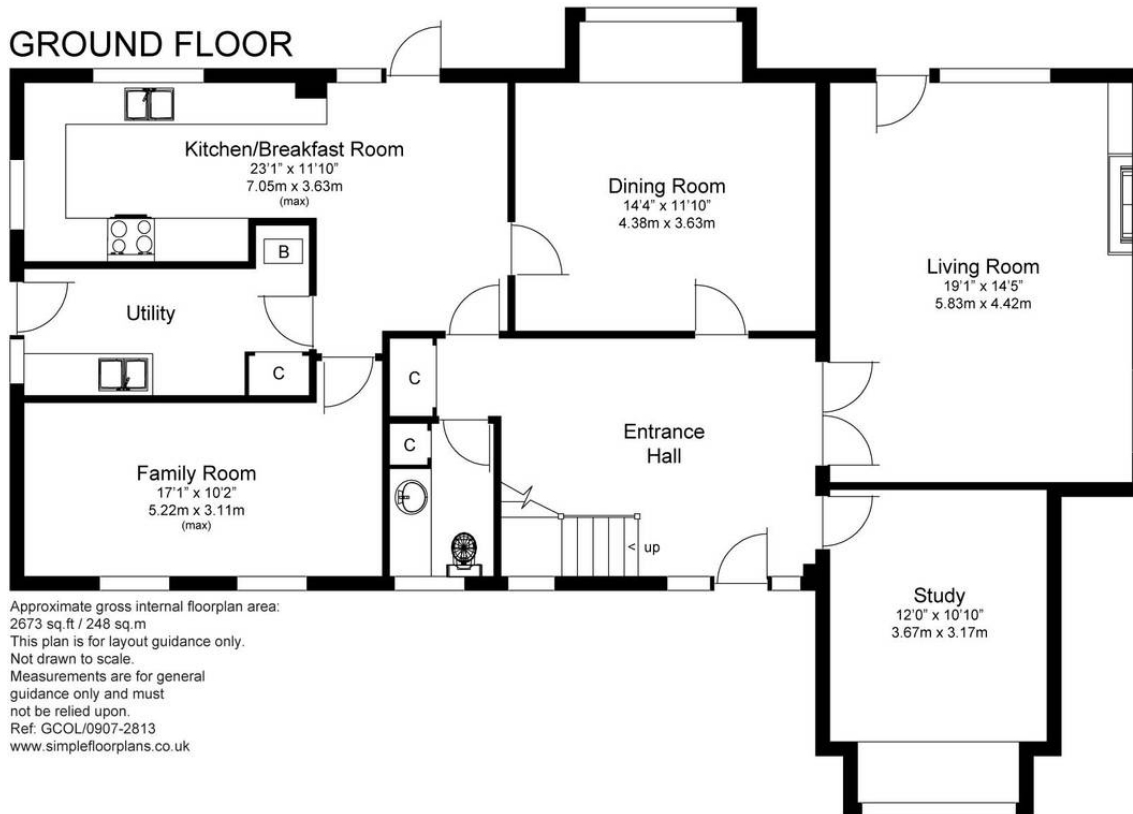 GROUND FLOOR
Kitchen/Breakfast Room
23'1" x 11'10"
7.05m x 3.63m
(max)
Dining Room
14'4" x 11'10"
4.38m x 3.63m
Living Room
19'1" x 14'5"
5.83m x 4.42m
B
Utility
C
C
C
Entrance
Hall
Family Room
17'1" x 10'2"
5.22m x 3.11m
(max)
< up
Study
12'0" x 10'10"
3.67m x 3.17m
Approximate gross internal floorplan area:
2673 sq.ft / 248 sq.m
This plan is for layout guidance only.
Not drawn to scale.
Measurements are for general
guidance only and must
not be relied upon.
Ref: GCOL/0907-2813
www.simplefloorplans.co.uk